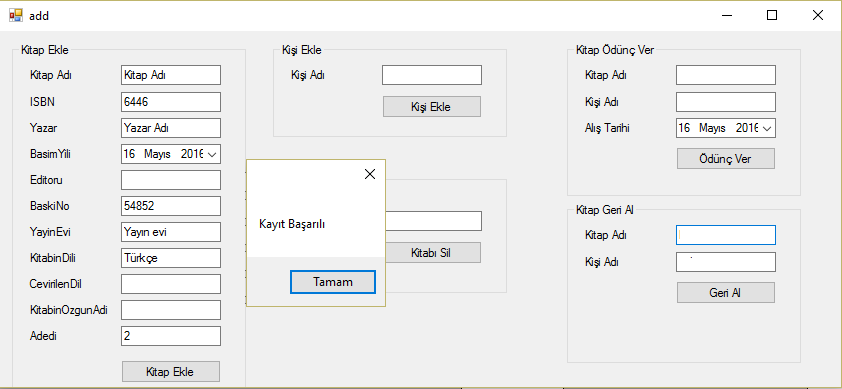 add
Kitap Ekle
Kitap Adı Kitap Adı
ISBN 6446
Yazar Yazar Adı
BasimYili 16 Mayıs 2016
Editoru
BaskiNo 54852
YayinEvi Yayın evi
KitabinDili Türkçe
CevirilenDil
KitabinOzgunAdi
Adedi 2
Kitap Ekle
Kişi Ekle
Kişi Adı
Kişi Ekle
Kayıt Başarılı
Tamam
Kitabı Sil
Kitap Ödünç Ver
Kitap Adı
Kişi Adı
Alış Tarihi 16 Mayıs 2016
Ödünç Ver
Kitap Geri Al
Kitap Adı
Kişi Adı
Geri Al